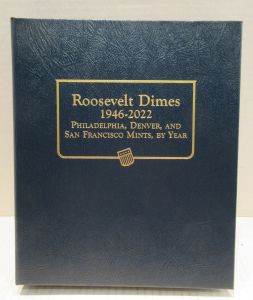 Roosevelt Dimes
1946-2022
Philadelphia, Denver, and
San Francisco Mints, by Year